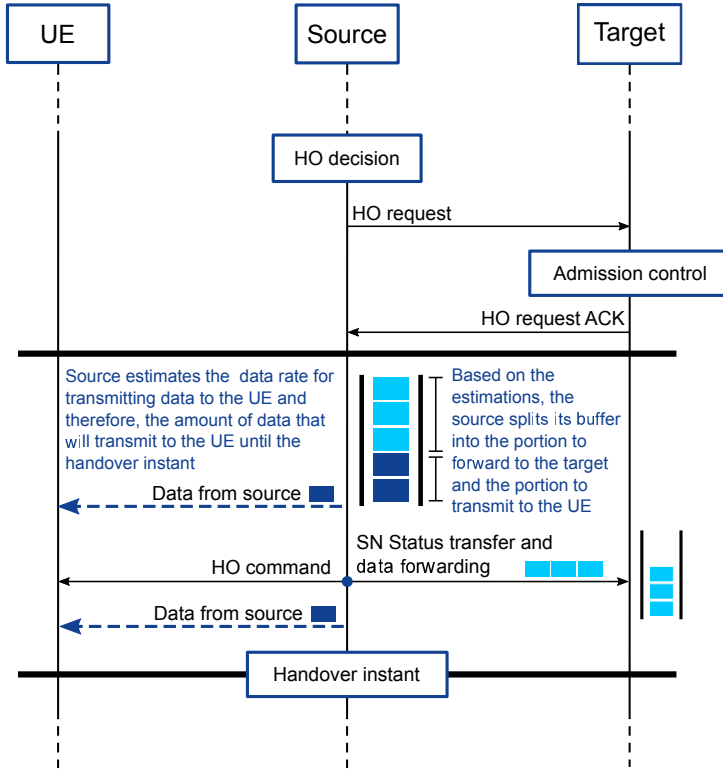 UE
Source
Target
HO decision
HO request
Admission control
HO request ACK
Source estimates the data rate for
transmitting data to the UE and
therefore, the amount of data that
will transmit to the UE until the
handover instant
Based on the
estimations, the
source splits its buffer
into the portion to
forward to the target
and the portion to
transmit to the UE
Data from source
SN Status transfer and
data forwarding
HO command
Data from source
Handover instant